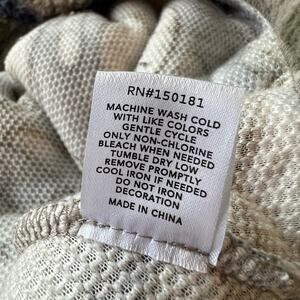 RN#150181
MACHINE WASH COLD
WITH LIKE COLORS
GENTLE CYCLE
ONLY NON-CHLORINE
BLEACH WHEN NEEDED
TUMBLE DRY LOW
REMOVE PROMPTLY
COOL IRON IF NEEDED
DO NOT IRON
DECORATION
MADE IN CHINA